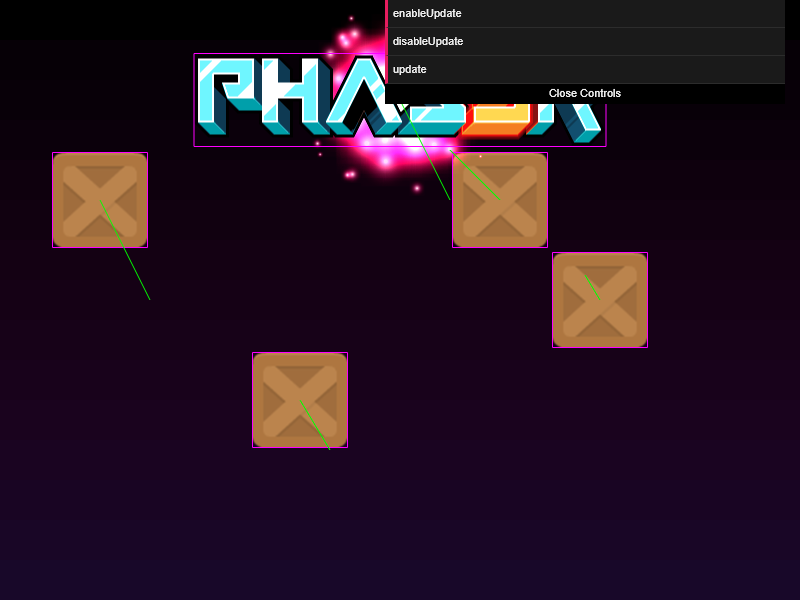 enableUpdate
disableUpdate
update
Close Controls
PHASER